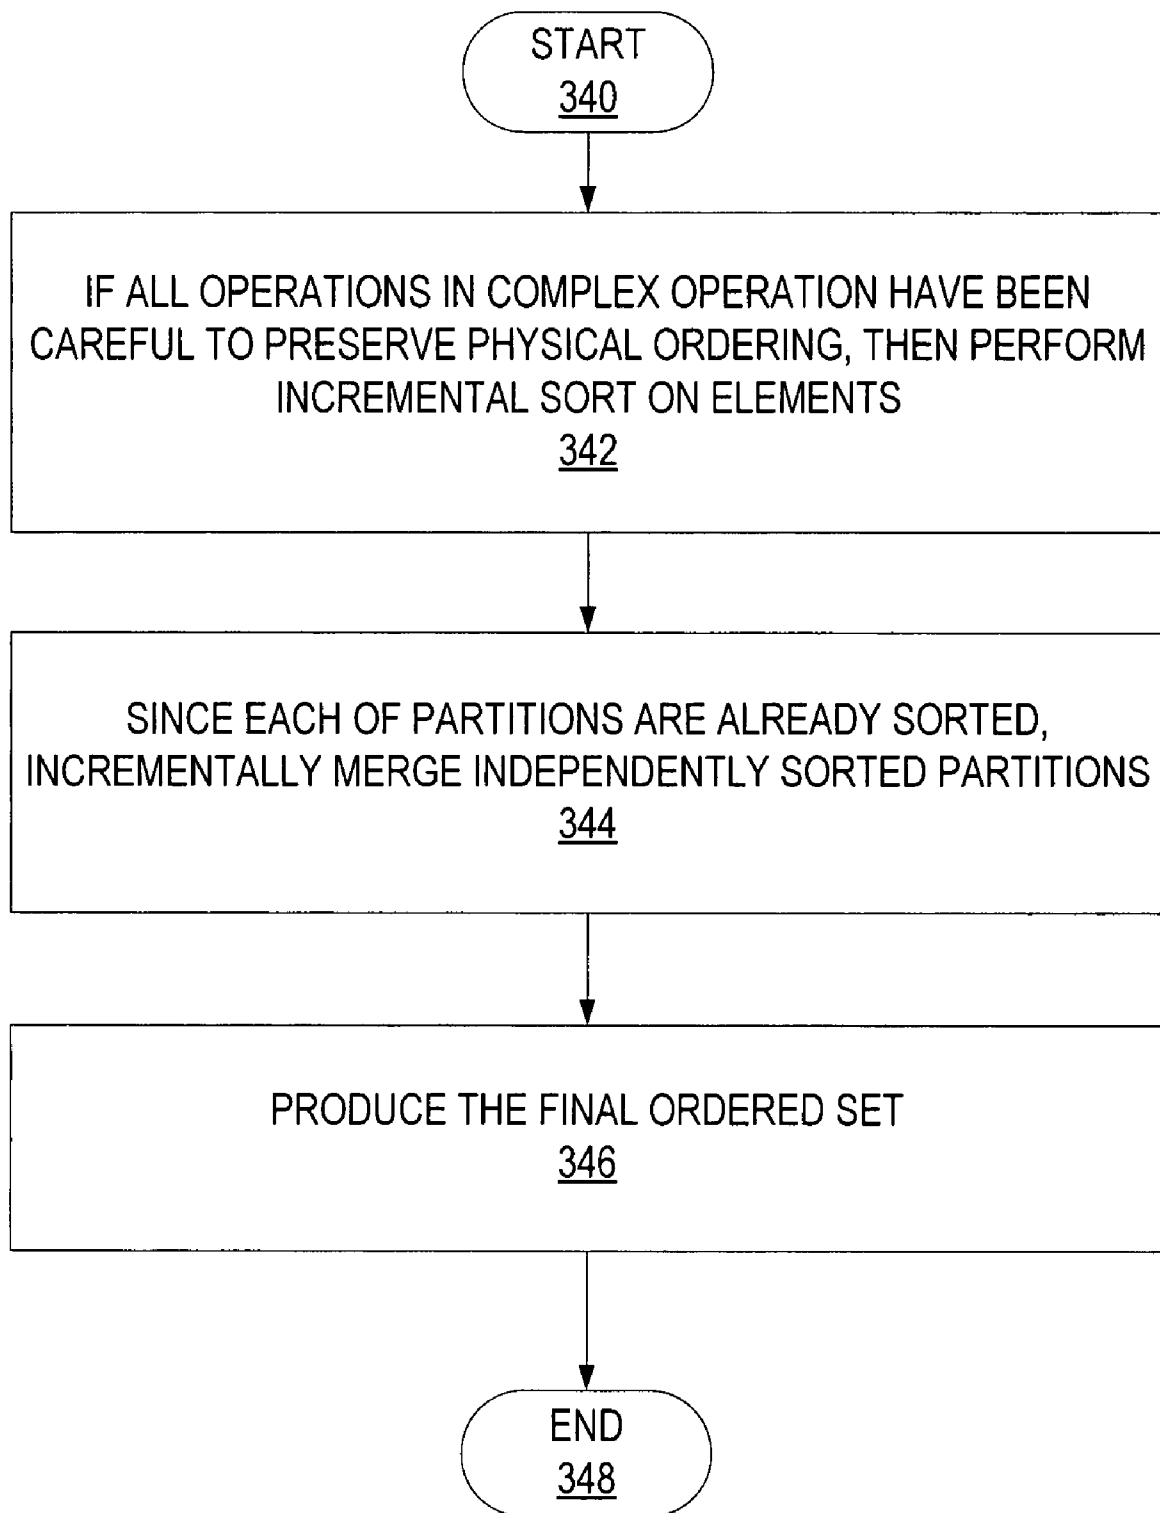 START
340
IF ALL OPERATIONS IN COMPLEX OPERATION HAVE BEEN
CAREFUL TO PRESERVE PHYSICAL ORDERING, THEN PERFORM
INCREMENTAL SORT ON ELEMENTS
342
SINCE EACH OF PARTITIONS ARE ALREADY SORTED,
INCREMENTALLY MERGE INDEPENDENTLY SORTED PARTITIONS
344
PRODUCE THE FINAL ORDERED SET
346
END
348